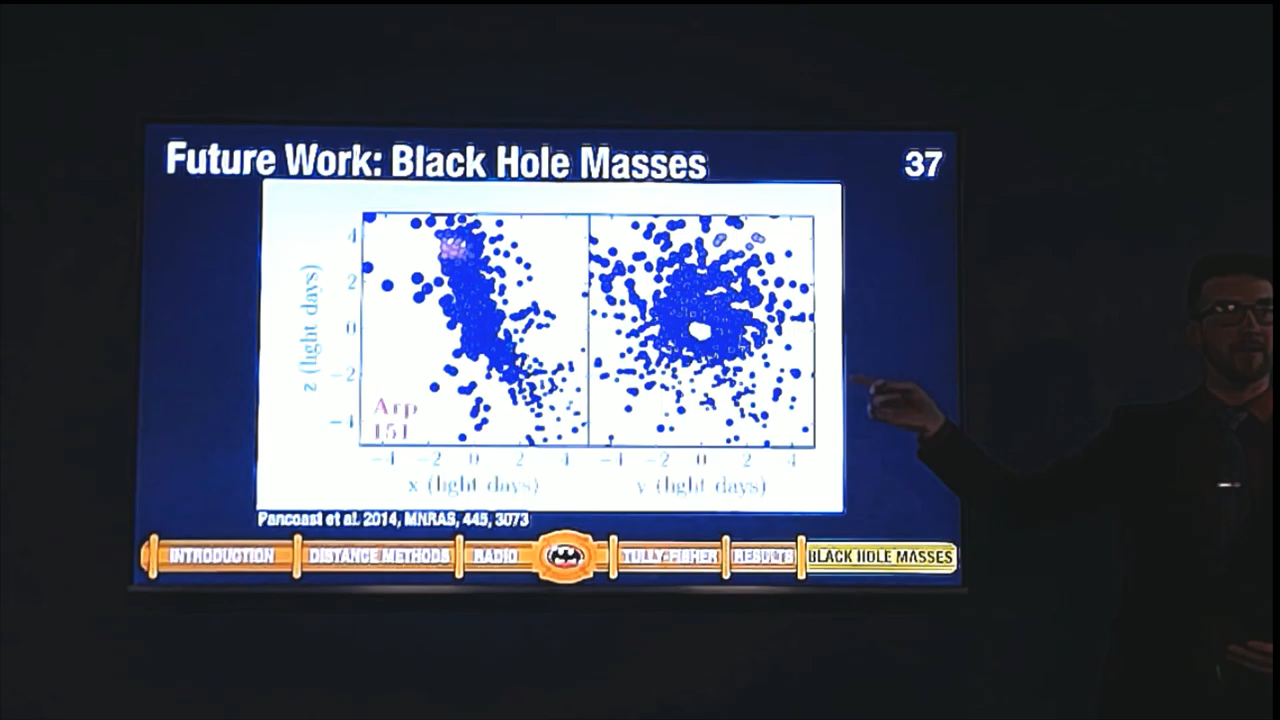 Future Work: Black Hole Masses
37
z (light days)
4
2
0
−2
−4
Arp
151
−4 −2 0 2 4
−4 −2 0 2 4
x (light days)
y (light days)
Pancoast et al. 2014, MNRAS, 445, 3073
INTRODUCTION
DISTANCE METHODS
RADIO
TULLY-FISHER
RESULTS
BLACK HOLE MASSES